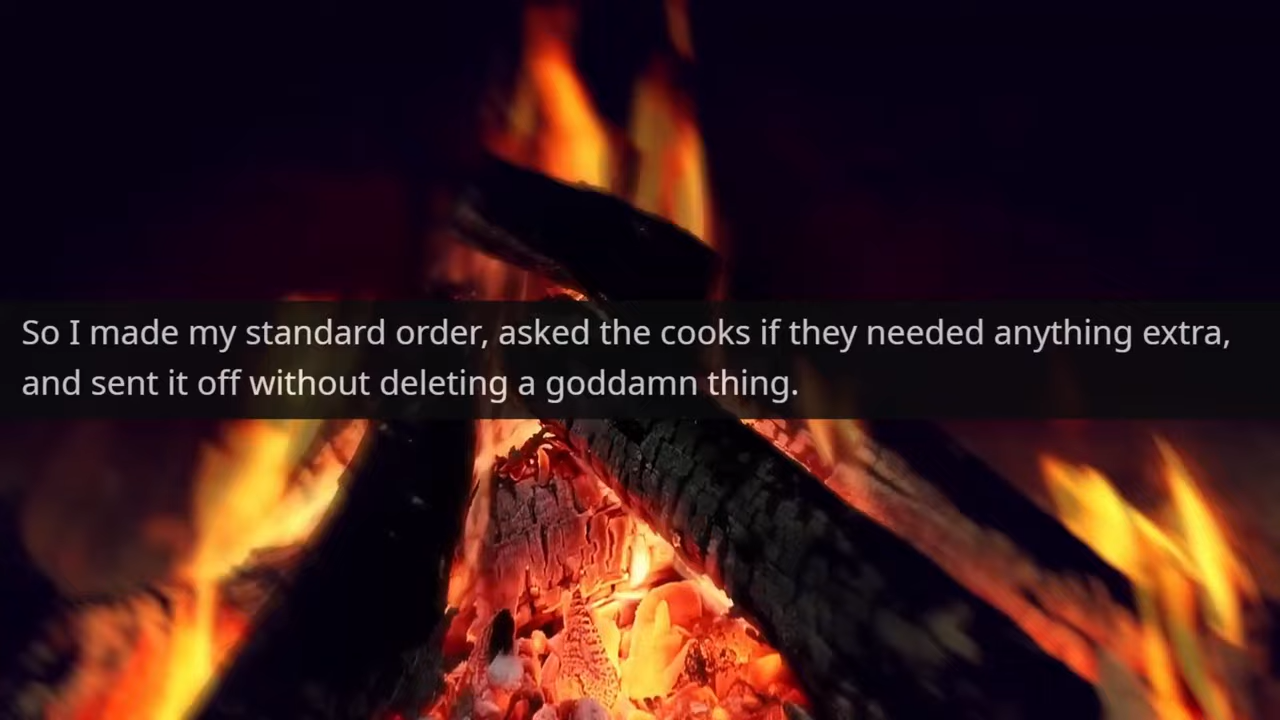 So I made my standard order, asked the cooks if they needed anything extra,
and sent it off without deleting a goddamn thing.